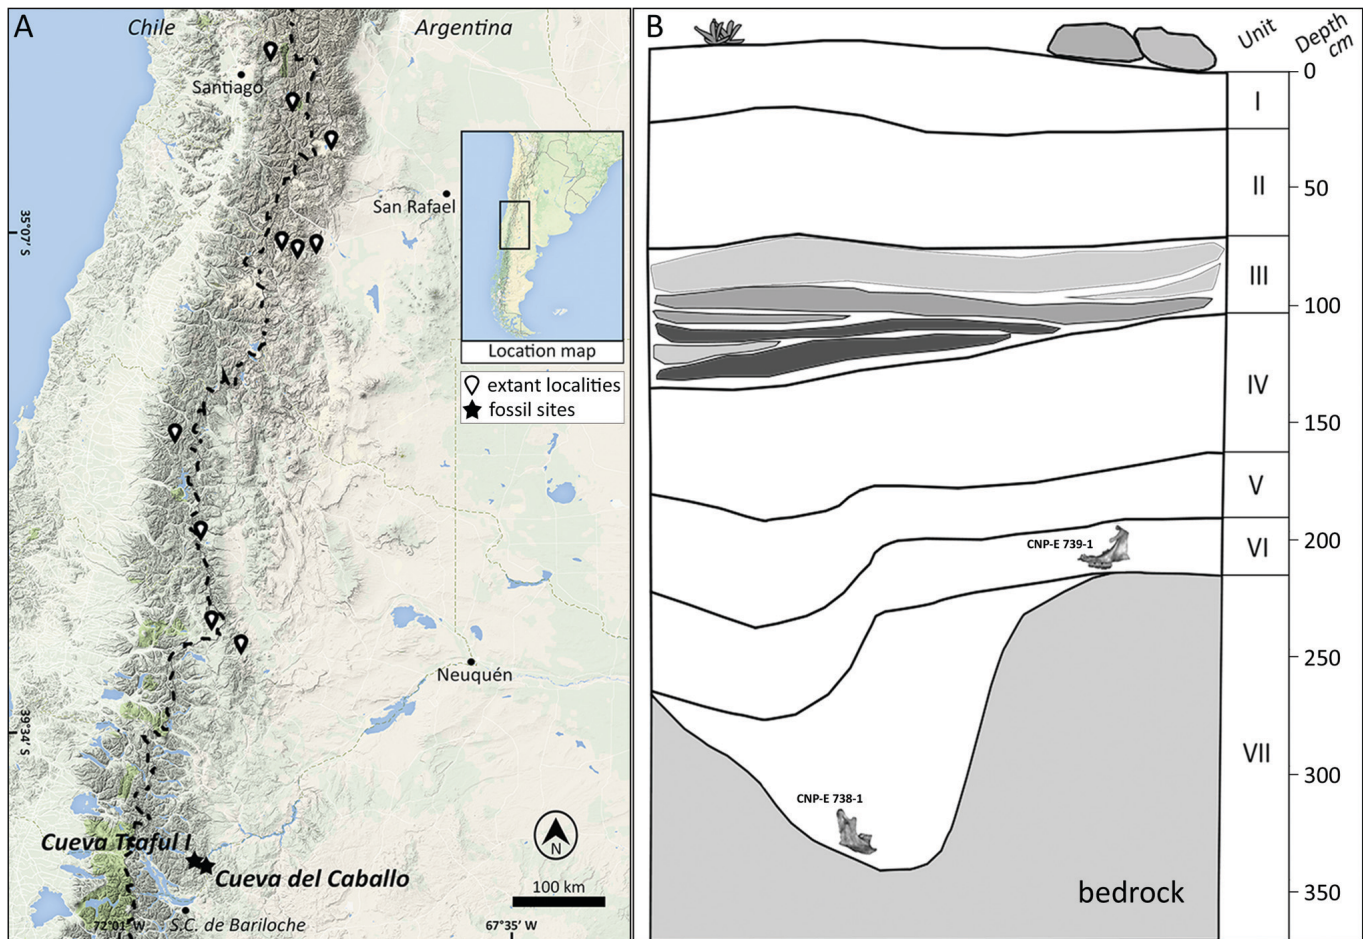 A
Chile
Argentina
Santiago
San Rafael
35°07' S
Location map
extant localities
fossil sites
Neuquén
39°34' S
Cueva Traful I
Cueva del Caballo
N
100 km
72°01' W
S.C. de Bariloche
67°35' W
B
Unit
Depth
cm
0
I
II
50
III
100
IV
150
V
CNP-E 739-1
VI
200
250
VII
CNP-E 738-1
300
bedrock
350